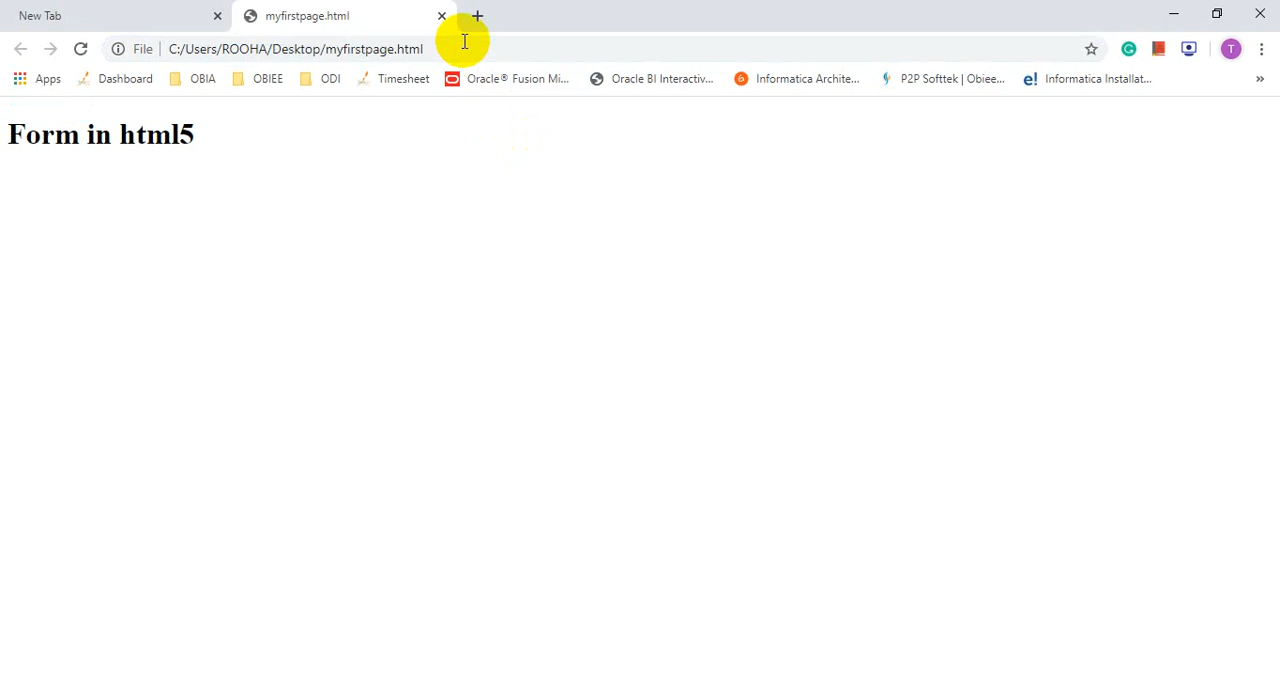 New Tab
myfirstpage.html
File
C:/Users/ROOHA/Desktop/myfirstpage.html
T
Apps
Dashboard
OBIA
OBIEE
ODI
Timesheet
Oracle® Fusion Mi...
Oracle BI Interactiv...
Informatica Archite...
P2P Softtek | Obiee...
e!
Informatica Installat...
»
Form in html5